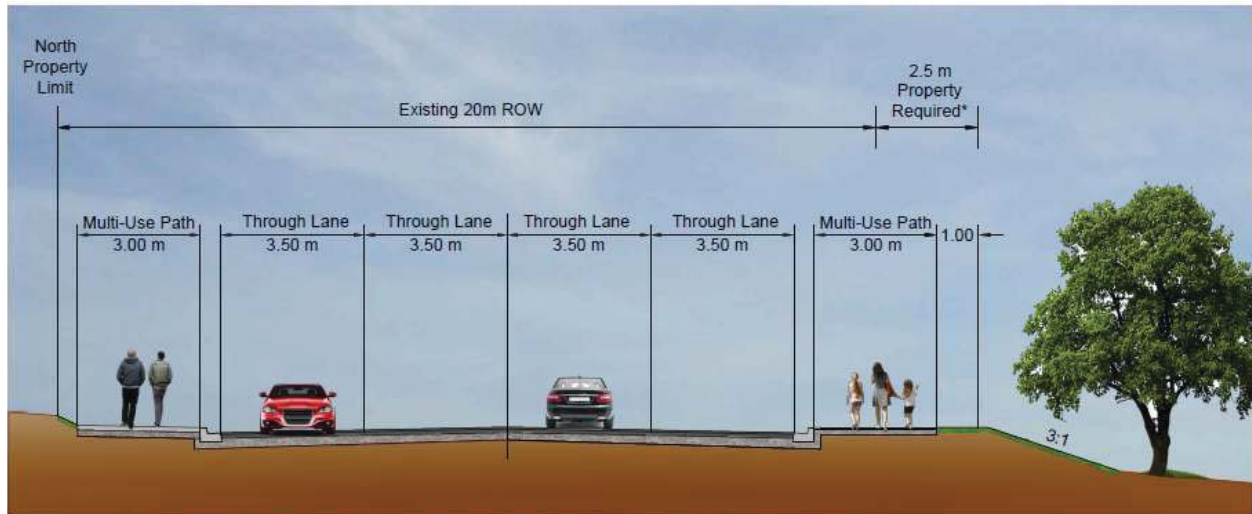 North
Property
Limit
2.5 m
Property
Required*
Existing 20m ROW
Multi-Use Path
3.00 m
Through Lane
3.50 m
Through Lane
3.50 m
Through Lane
3.50 m
Through Lane
3.50 m
Multi-Use Path
3.00 m
1.00
3:1